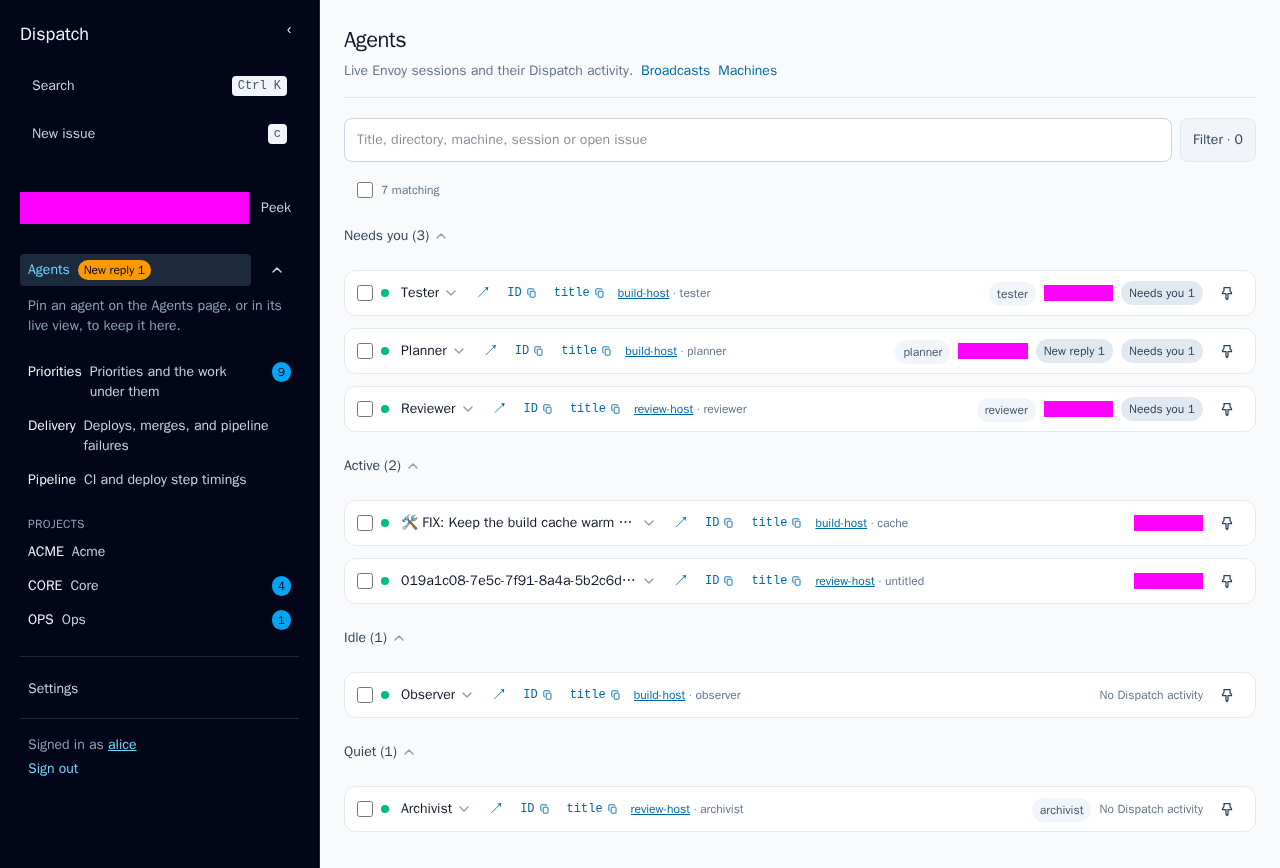 Dispatch
Search Ctrl K
New issue C
Peek
Agents New reply 1
Pin an agent on the Agents page, or in its
live view, to keep it here.
Priorities Priorities and the work
under them 9
Delivery Deploys, merges, and pipeline
failures
Pipeline CI and deploy step timings
PROJECTS
ACME Acme
CORE Core 4
OPS Ops 1
Settings
Signed in as alice
Sign out
Agents
Live Envoy sessions and their Dispatch activity. Broadcasts Machines
Title, directory, machine, session or open issue Filter · 0
7 matching
Needs you (3)
Tester ID title build-host · tester tester Needs you 1
Planner ID title build-host · planner planner New reply 1 Needs you 1
Reviewer ID title review-host · reviewer reviewer Needs you 1
Active (2)
🛠️ FIX: Keep the build cache warm … ID title build-host · cache
019a1c08-7e5c-7f91-8a4a-5b2c6d… ID title review-host · untitled
Idle (1)
Observer ID title build-host · observer No Dispatch activity
Quiet (1)
Archivist ID title review-host · archivist archivist No Dispatch activity